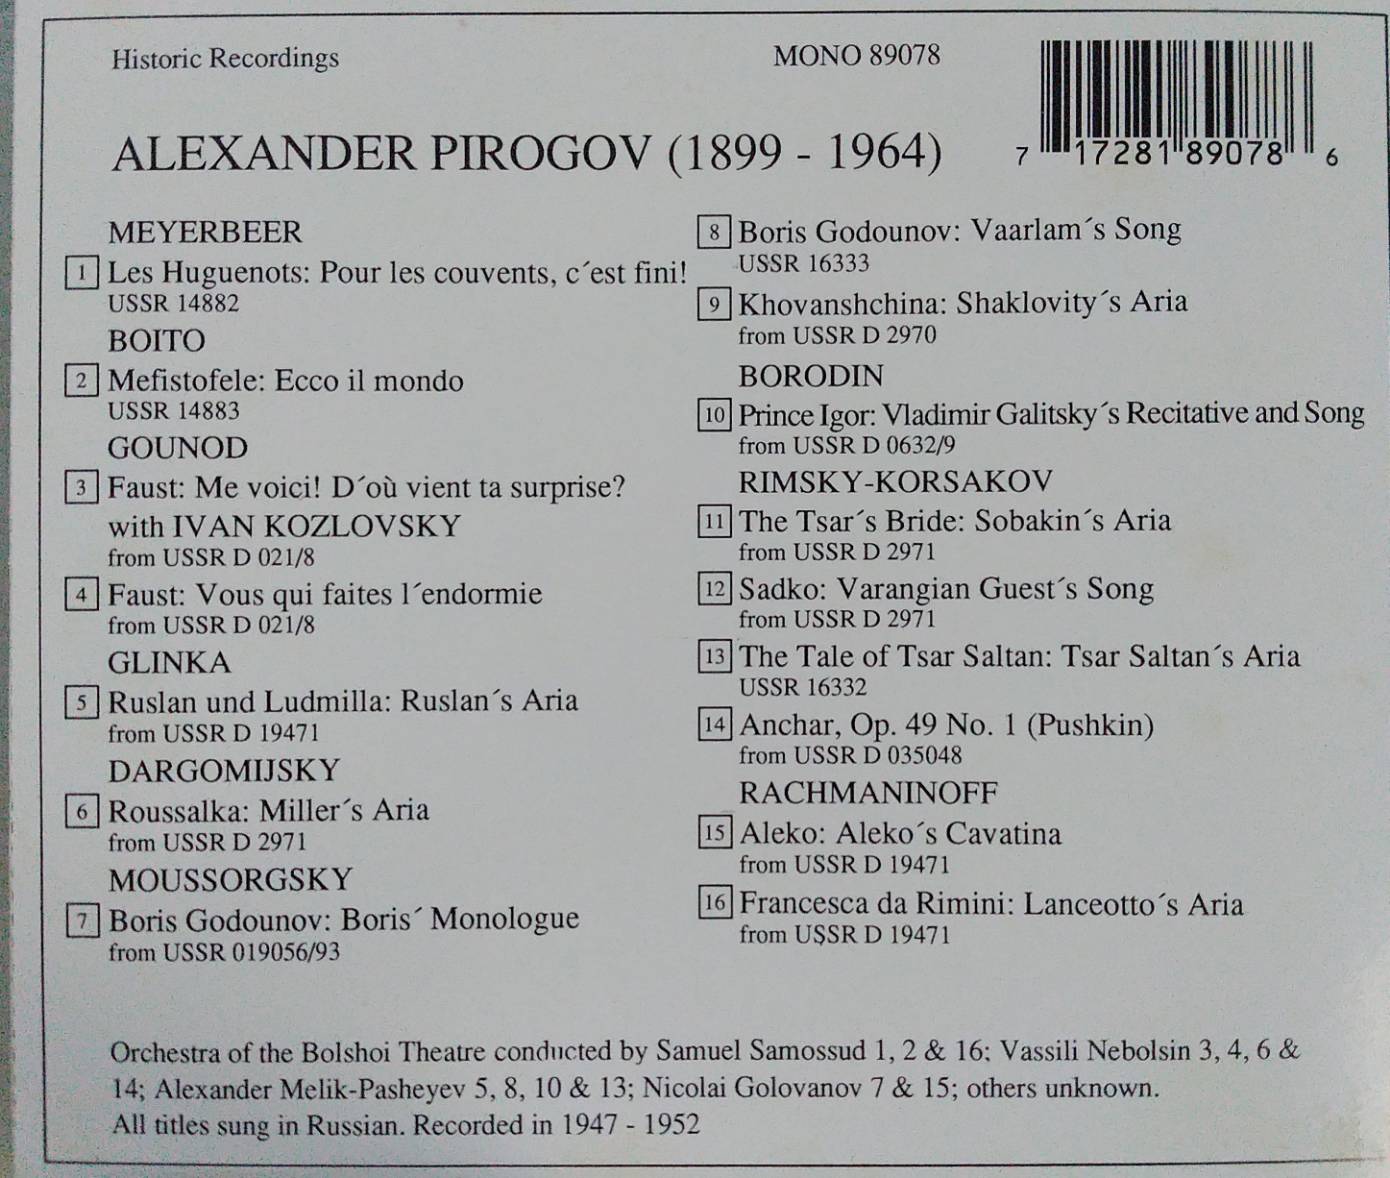 Historic Recordings
MONO 89078
7 17281 89078 6
ALEXANDER PIROGOV (1899 - 1964)
MEYERBEER
1 Les Huguenots: Pour les couvents, c´est fini!
USSR 14882
BOITO
2 Mefistofele: Ecco il mondo
USSR 14883
GOUNOD
3 Faust: Me voici! D´où vient ta surprise?
with IVAN KOZLOVSKY
from USSR D 021/8
4 Faust: Vous qui faites l´endormie
from USSR D 021/8
GLINKA
5 Ruslan und Ludmilla: Ruslan´s Aria
from USSR D 19471
DARGOMIJSKY
6 Roussalka: Miller´s Aria
from USSR D 2971
MOUSSORGSKY
7 Boris Godounov: Boris´ Monologue
from USSR 019056/93
8 Boris Godounov: Vaarlam´s Song
USSR 16333
9 Khovanshchina: Shaklovity´s Aria
from USSR D 2970
BORODIN
10 Prince Igor: Vladimir Galitsky´s Recitative and Song
from USSR D 0632/9
RIMSKY-KORSAKOV
11 The Tsar´s Bride: Sobakin´s Aria
from USSR D 2971
12 Sadko: Varangian Guest´s Song
from USSR D 2971
13 The Tale of Tsar Saltan: Tsar Saltan´s Aria
USSR 16332
14 Anchar, Op. 49 No. 1 (Pushkin)
from USSR D 035048
RACHMANINOFF
15 Aleko: Aleko´s Cavatina
from USSR D 19471
16 Francesca da Rimini: Lanceotto´s Aria
from USSR D 19471
Orchestra of the Bolshoi Theatre conducted by Samuel Samossud 1, 2 & 16: Vassili Nebolsin 3, 4, 6 &
14; Alexander Melik-Pasheyev 5, 8, 10 & 13; Nicolai Golovanov 7 & 15; others unknown.
All titles sung in Russian. Recorded in 1947 - 1952